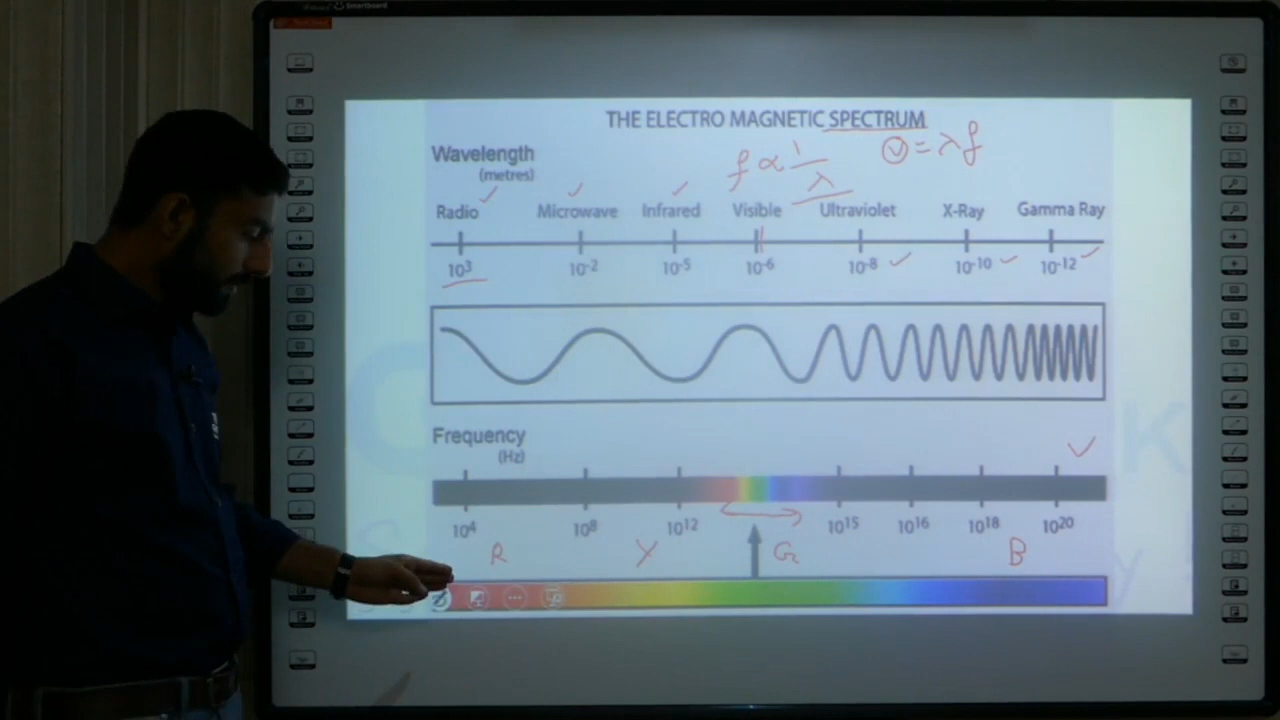 Smartboard
THE ELECTRO MAGNETIC SPECTRUM
Wavelength
(metres)
f ∝ 1/λ
v = λf
Radio Microwave Infrared Visible Ultraviolet X-Ray Gamma Ray
10³ 10⁻² 10⁻⁵ 10⁻⁶ 10⁻⁸ 10⁻¹⁰ 10⁻¹²
Frequency
(Hz)
10⁴ 10⁸ 10¹² 10¹⁵ 10¹⁶ 10¹⁸ 10²⁰
R Y G B